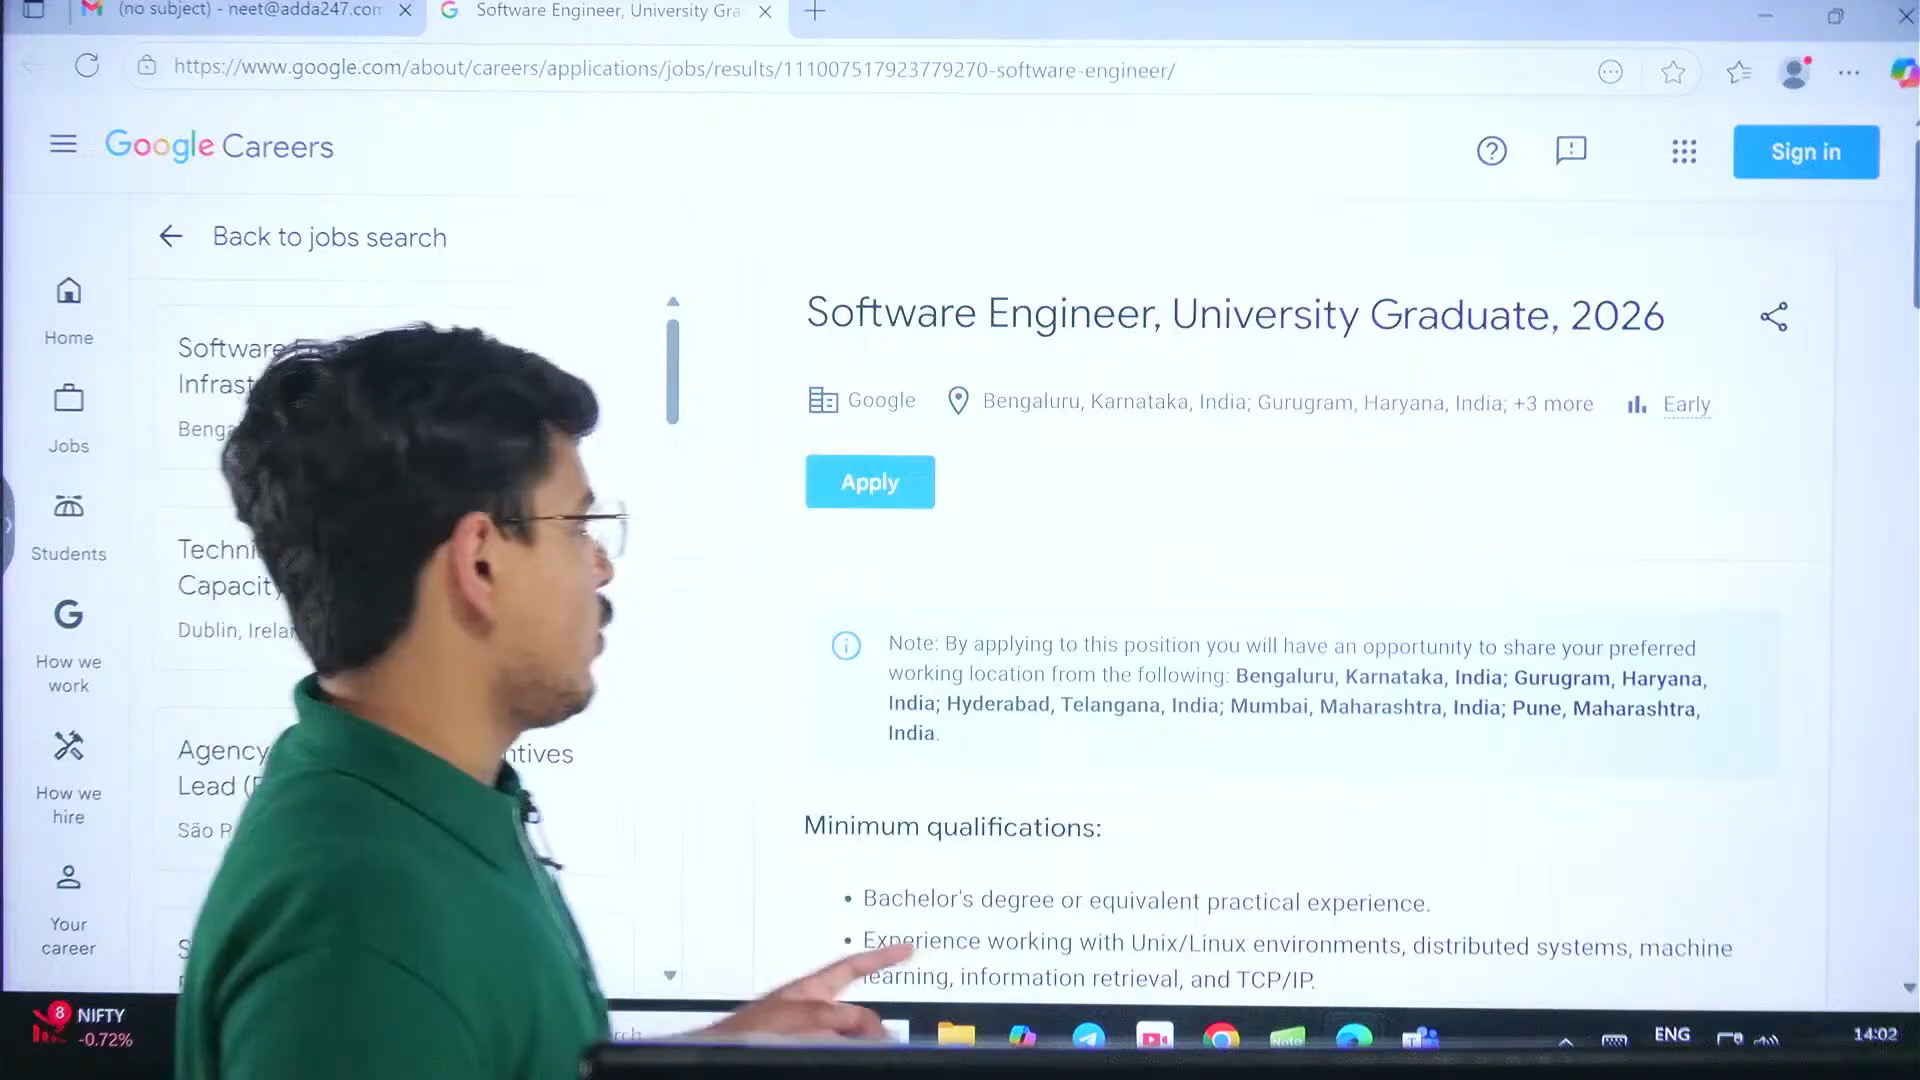 (no subject) - neet@adda247.com
Software Engineer, University Gra
https://www.google.com/about/careers/applications/jobs/results/111007517923779270-software-engineer/
Google Careers
Sign in
Back to jobs search
Home
Jobs
Students
How we
work
How we
hire
Your
career
Software
Infrast
Beng
Techni
Capacity
Dublin, Irela
Agency ntives
Lead (
São P
Software Engineer, University Graduate, 2026
Google Bengaluru, Karnataka, India; Gurugram, Haryana, India; +3 more Early
Apply
Note: By applying to this position you will have an opportunity to share your preferred
working location from the following: Bengaluru, Karnataka, India; Gurugram, Haryana,
India; Hyderabad, Telangana, India; Mumbai, Maharashtra, India; Pune, Maharashtra,
India.
Minimum qualifications:
• Bachelor's degree or equivalent practical experience.
• Experience working with Unix/Linux environments, distributed systems, machine
learning, information retrieval, and TCP/IP.
8 NIFTY
-0.72%
rch
Note
ENG
14:02